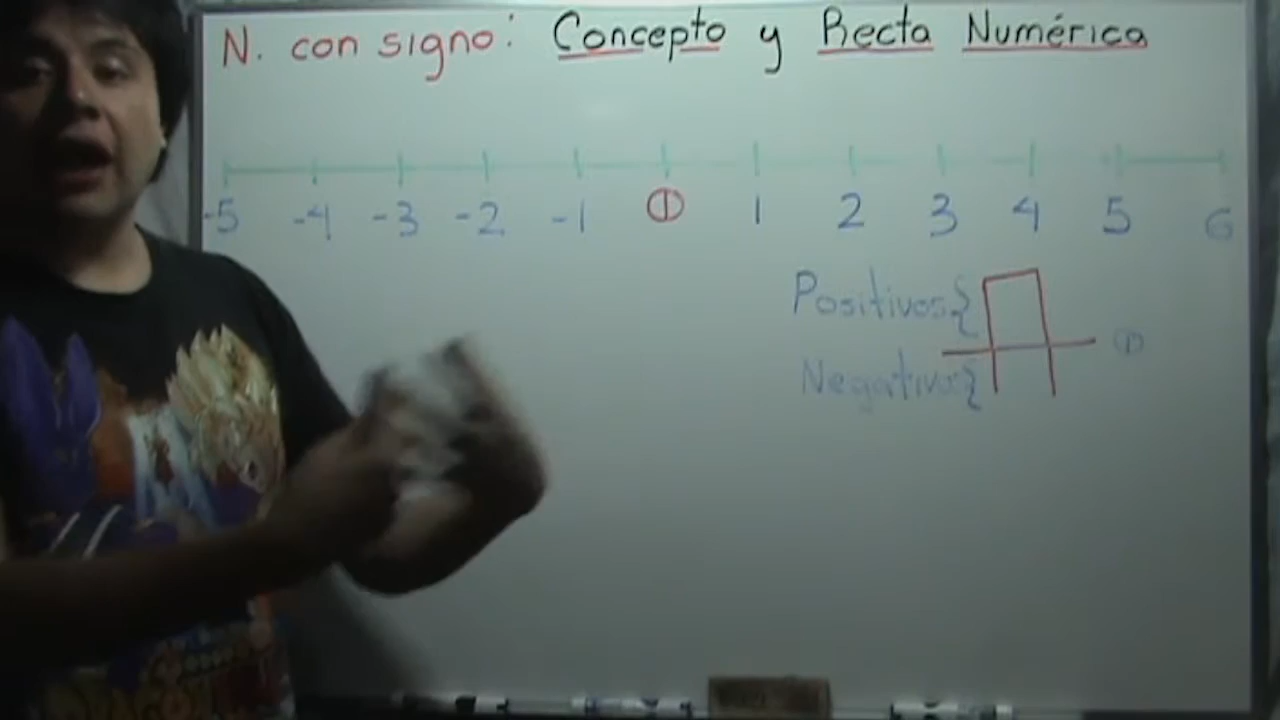 N. con signo: Concepto y Recta Numérica
-5 -4 -3 -2 -1 0 1 2 3 4 5 6
Positivos {
0
Negativos {